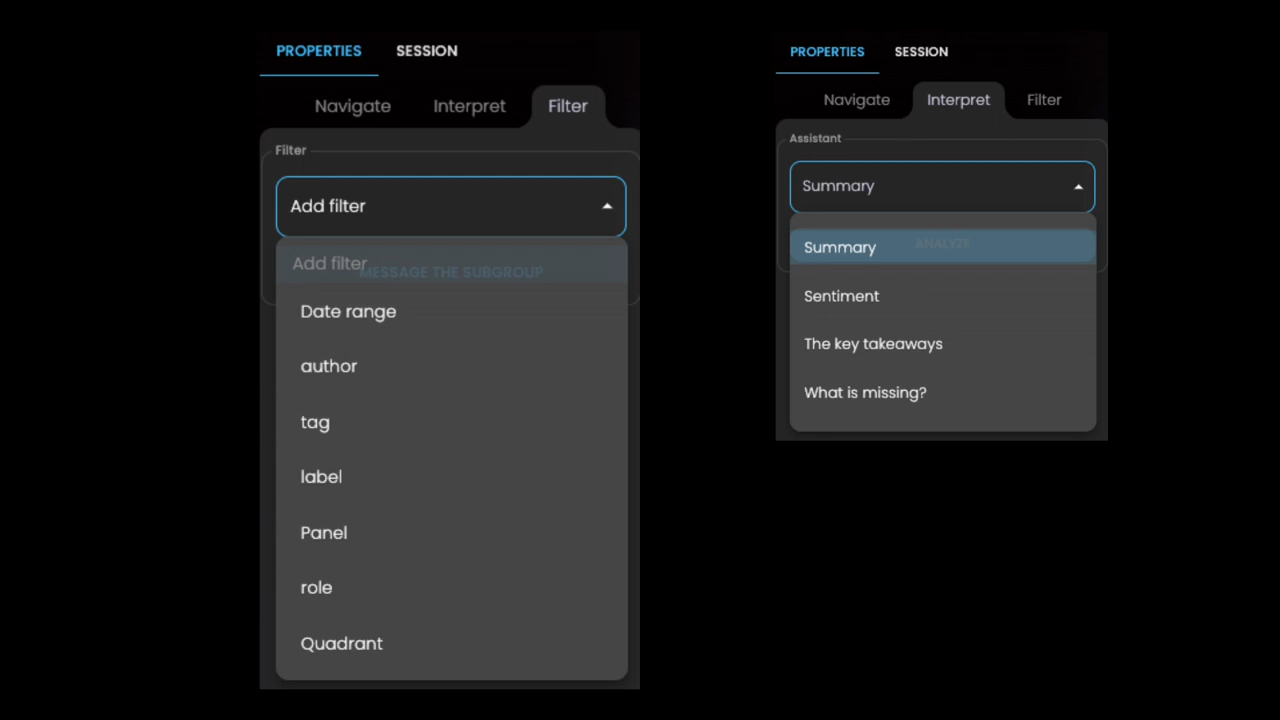 PROPERTIES SESSION
Navigate Interpret Filter
Filter
Add filter
Add filter
MESSAGE THE SUBGROUP
Date range
author
tag
label
Panel
role
Quadrant
PROPERTIES SESSION
Navigate Interpret Filter
Assistant
Summary
Summary
ANALYZE
Sentiment
The key takeaways
What is missing?